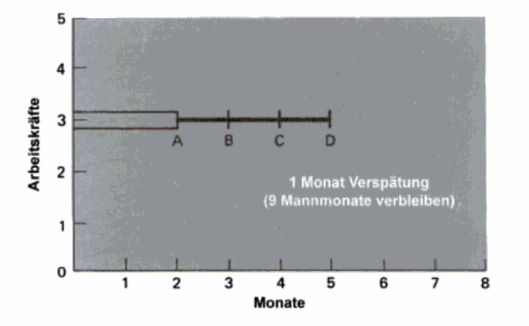 5
4
Arbeitskräfte
3
A B C D
2
1 Monat Verspätung
(9 Mannmonate verbleiben)
1
0
1 2 3 4 5 6 7 8
Monate